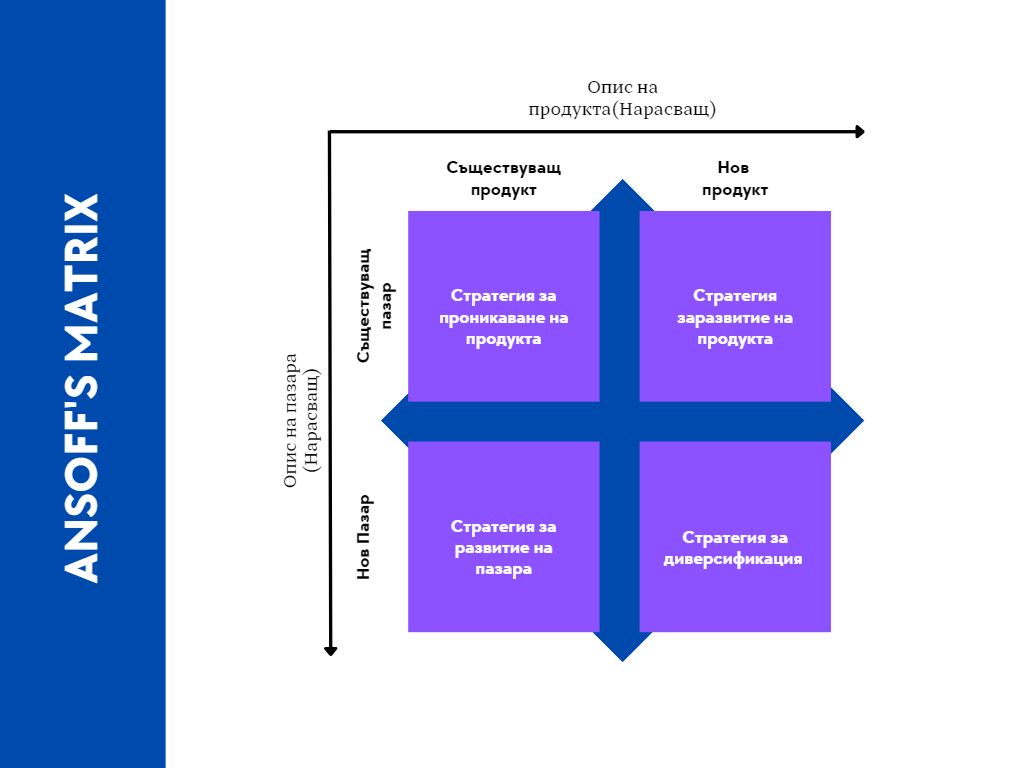 ANSOFF'S MATRIX
Опис на
продукта(Нарасващ)
Съществуващ
продукт
Нов
продукт
Опис на пазара
(Нарасващ)
Съществуващ
пазар
Стратегия за
проникаване на
продукта
Стратегия
заразвитие на
продукта
Нов Пазар
Стратегия за
развитие на
пазара
Стратегия за
диверсификация